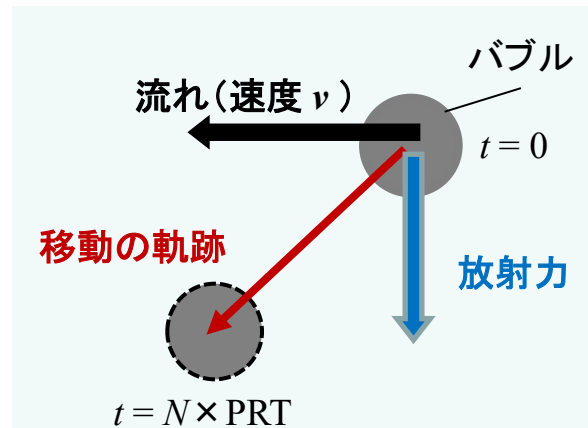 バブル
流れ（速度 v）
t = 0
移動の軌跡
放射力
t = N × PRT